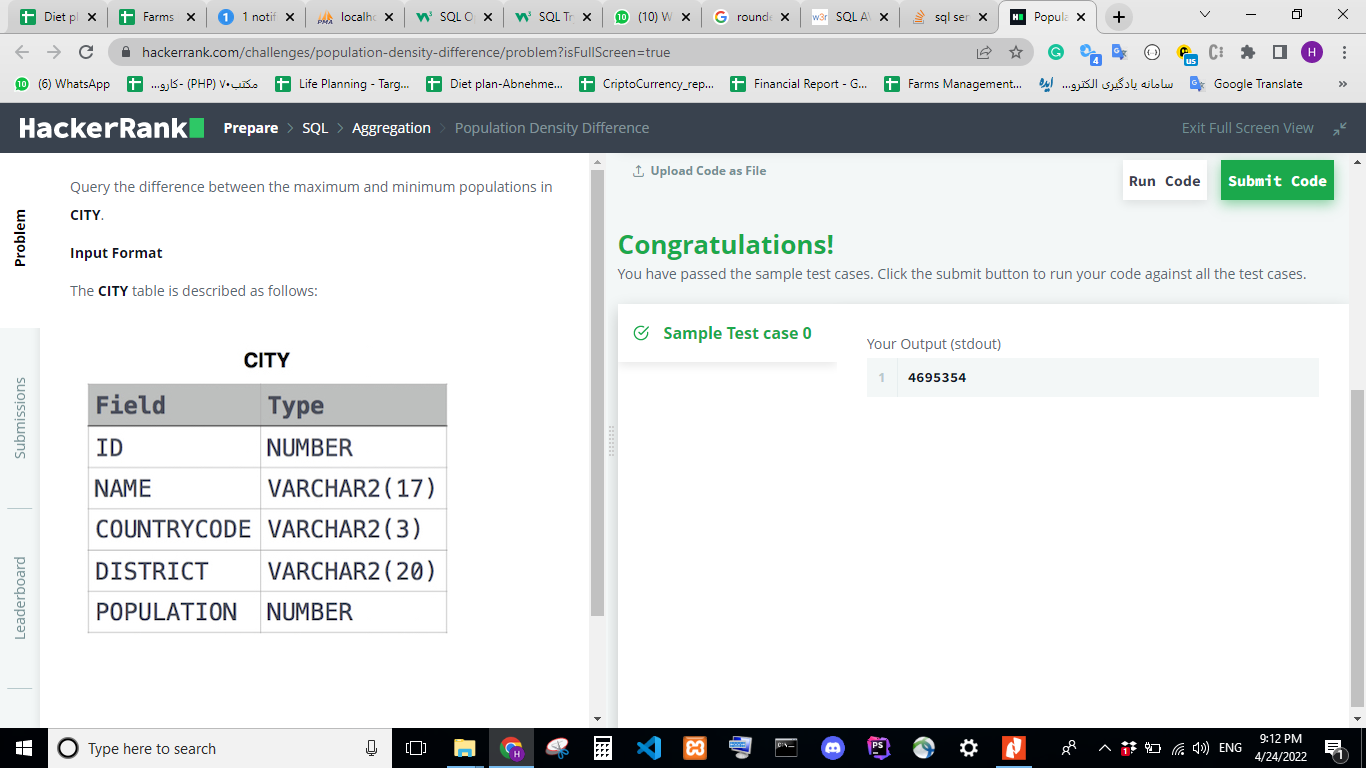 Diet pl
Farms
1 notif
localho
SQL O
SQL Tr
(10) W
rounde
SQL A
sql ser
Popula
hackerrank.com/challenges/population-density-difference/problem?isFullScreen=true
(6) WhatsApp
مکتب۷۰ (PHP) -کارو...
Life Planning - Targ...
Diet plan-Abnehme...
CriptoCurrency_rep...
Financial Report - G...
Farms Management...
سامانه یادگیری الکترو...
Google Translate
HackerRank
Prepare > SQL > Aggregation > Population Density Difference
Exit Full Screen View
Problem
Submissions
Leaderboard
Query the difference between the maximum and minimum populations in
CITY.
Input Format
The CITY table is described as follows:
CITY
Field Type
ID NUMBER
NAME VARCHAR2(17)
COUNTRYCODE VARCHAR2(3)
DISTRICT VARCHAR2(20)
POPULATION NUMBER
Upload Code as File
Run Code
Submit Code
Congratulations!
You have passed the sample test cases. Click the submit button to run your code against all the test cases.
Sample Test case 0
Your Output (stdout)
1 4695354
Type here to search
ENG
9:12 PM
4/24/2022